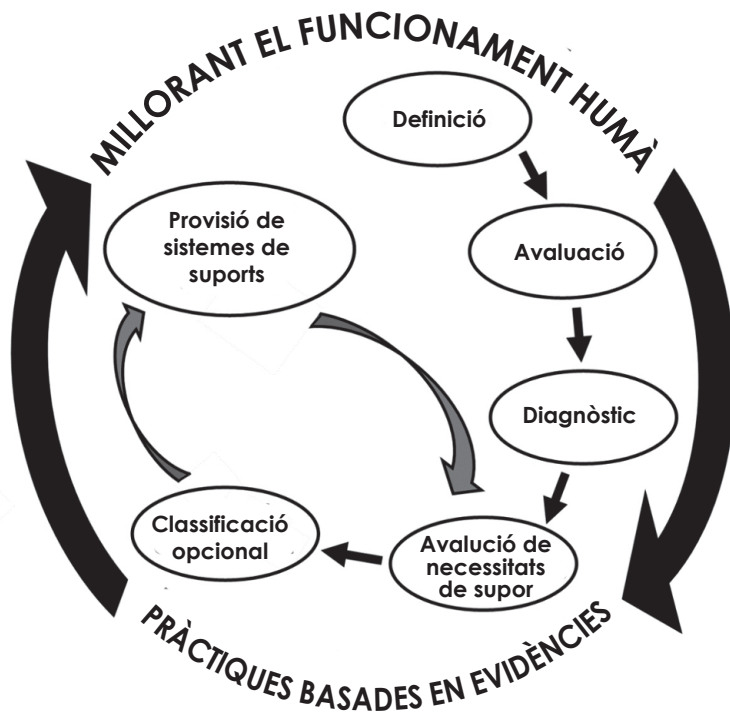 MILLORANT EL FUNCIONAMENT HUMÀ
Definició
Avaluació
Diagnòstic
Avalució de
necessitats
de supor
Classificació
opcional
Provisió de
sistemes de
suports
PRÀCTIQUES BASADES EN EVIDÈNCIES